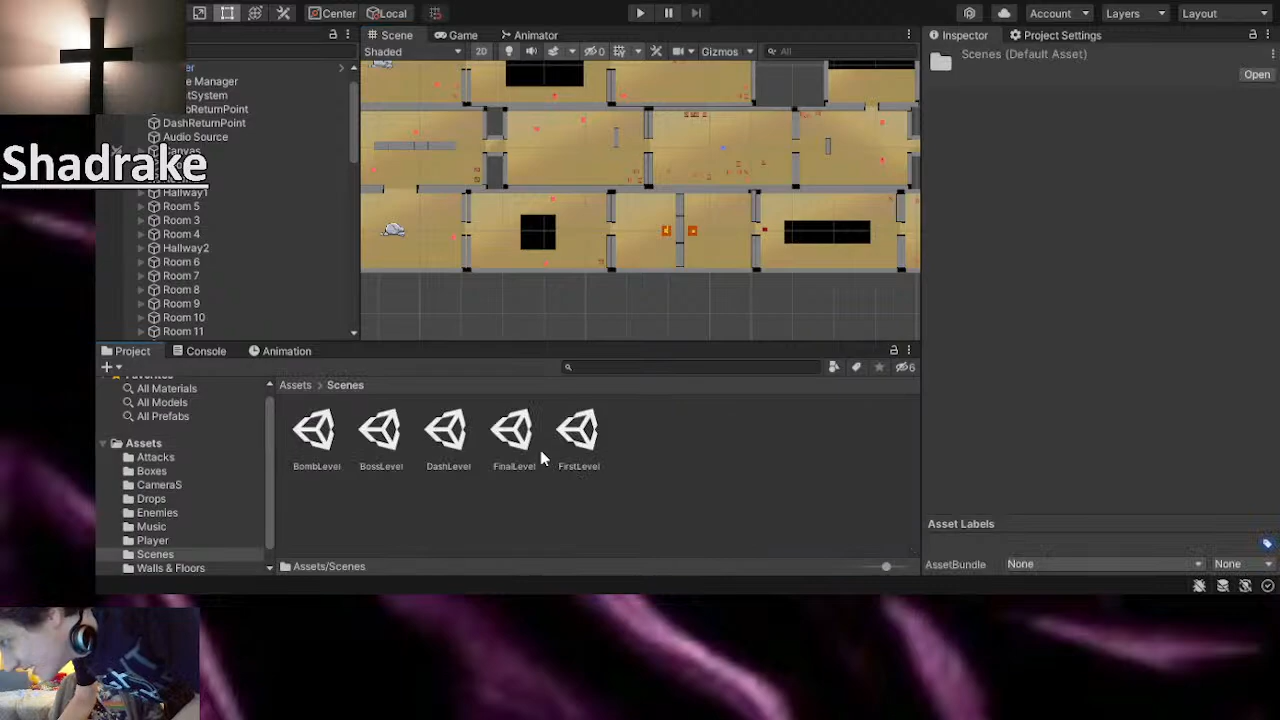 Center
Local
Account
Layers
Layout
Scene
Game
Animator
Inspector
Project Settings
Shaded
2D
0
Gizmos
All
Scenes (Default Asset)
Open
DashReturnPoint
Audio Source
Shadrake
Hallway1
Room 5
Room 3
Room 4
Hallway2
Room 6
Room 7
Room 8
Room 9
Room 10
Room 11
Project
Console
Animation
6
All Materials
All Models
All Prefabs
Assets > Scenes
Assets
Attacks
Boxes
CameraS
Drops
Enemies
Music
Player
Scenes
Walls & Floors
BombLevel
BossLevel
DashLevel
FinalLevel
FirstLevel
Assets/Scenes
Asset Labels
AssetBundle
None
None